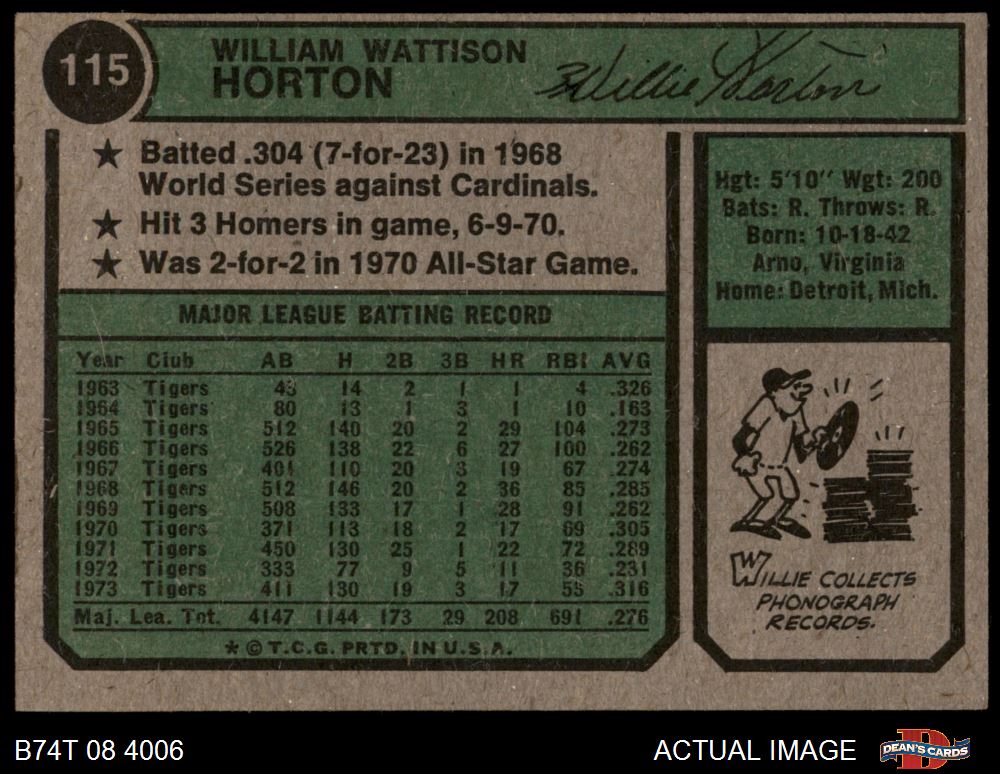 115
WILLIAM WATTISON
HORTON
Willie Horton
★ Batted .304 (7-for-23) in 1968
World Series against Cardinals.
★ Hit 3 Homers in game, 6-9-70.
★ Was 2-for-2 in 1970 All-Star Game.
Hgt: 5'10" Wgt: 200
Bats: R. Throws: R.
Born: 10-18-42
Arno, Virginia
Home: Detroit, Mich.
MAJOR LEAGUE BATTING RECORD
Year Club AB H 2B 3B HR RBI AVG
1963 Tigers 43 14 2 1 1 4 .326
1964 Tigers 80 13 1 3 1 10 .163
1965 Tigers 512 140 20 2 29 104 .273
1966 Tigers 526 138 22 6 27 100 .262
1967 Tigers 401 110 20 3 19 67 .274
1968 Tigers 512 146 20 2 36 85 .285
1969 Tigers 508 133 17 1 28 91 .262
1970 Tigers 371 113 18 2 17 69 .305
1971 Tigers 450 130 25 1 22 72 .289
1972 Tigers 333 77 9 5 11 36 .231
1973 Tigers 411 130 19 3 17 53 .316
Maj. Lea. Tot. 4147 1144 173 29 208 691 .276
* © T.C.G. PRTD. IN U.S.A.
WILLIE COLLECTS
PHONOGRAPH
RECORDS.
B74T 08 4006
ACTUAL IMAGE
DEAN'S CARDS